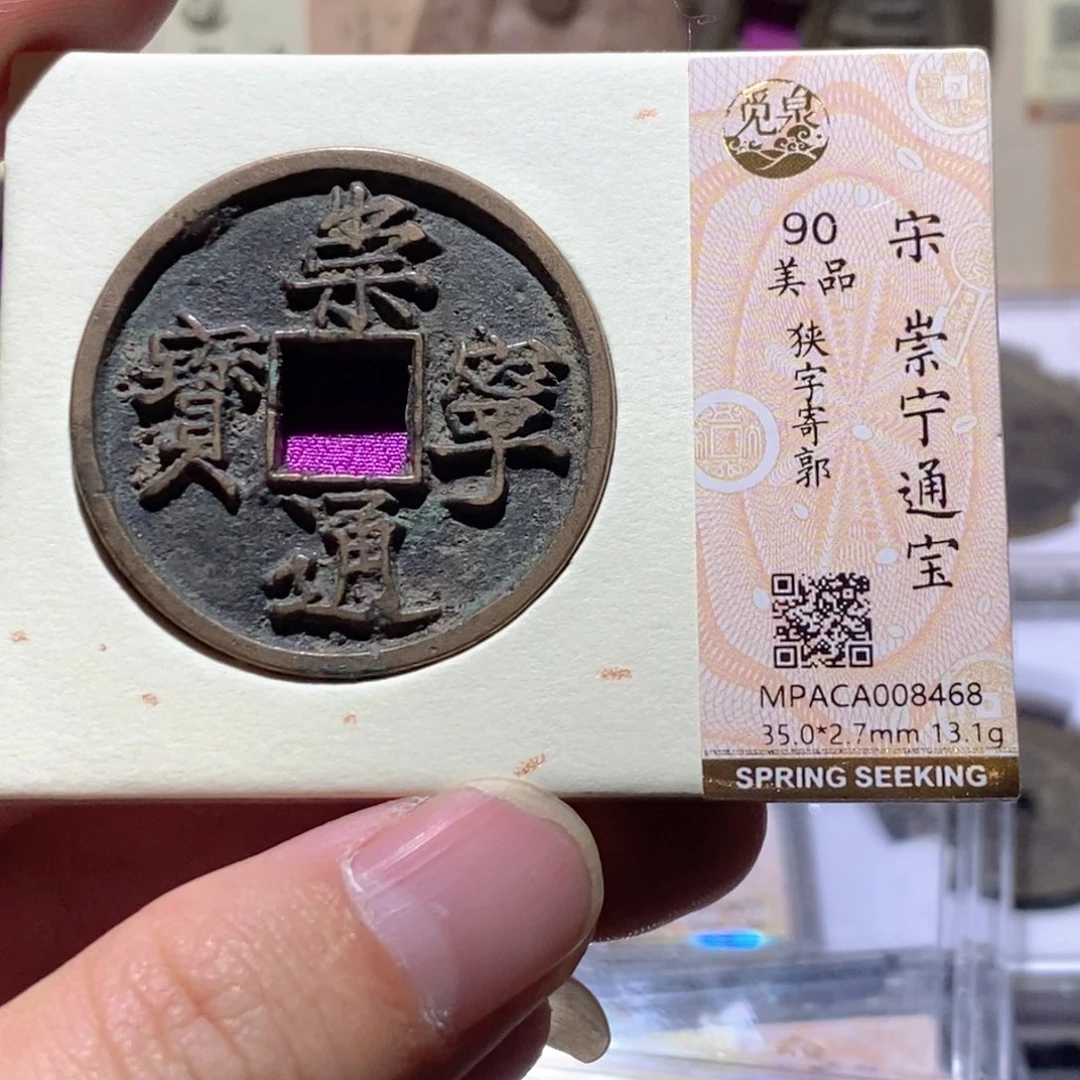 崇
寧
通
寶
觅泉
宋 崇宁通宝
90
美品
狭字寄郭
MPACA008468
35.0*2.7mm 13.1g
SPRING SEEKING